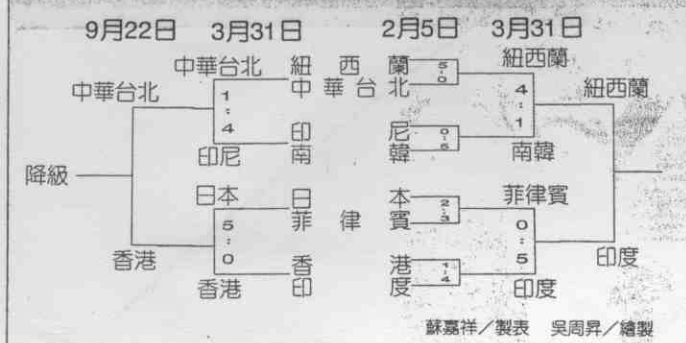 9月22日 3月31日 2月5日 3月31日
中華台北 紐西蘭 5:0 紐西蘭
中華台北 1:4 中華台北 4:1 紐西蘭
印尼 0:5
印尼 南韓 南韓
降級
日本 日本 2:3 菲律賓
5:0 菲律賓 0:5
香港 香港 1:4 印度
香港 印度 印度
蘇嘉祥/製表 吳周昇/繪製